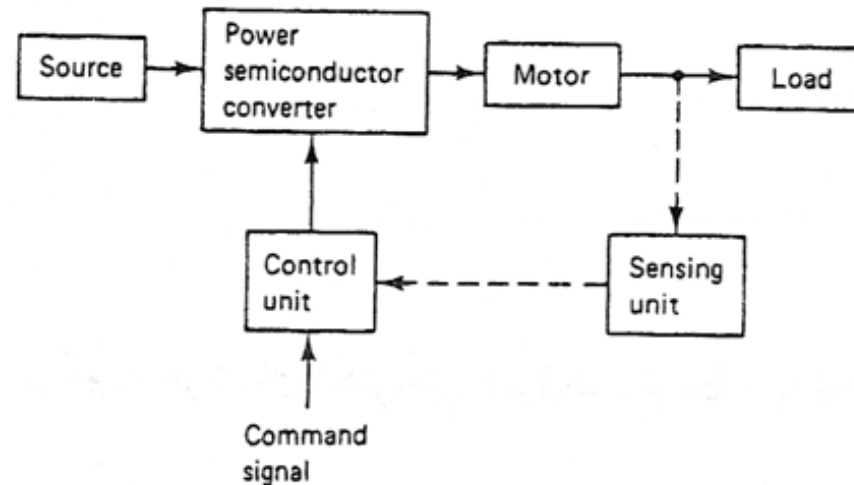 Source
Power
semiconductor
converter
Motor
Load
Control
unit
Sensing
unit
Command
signal